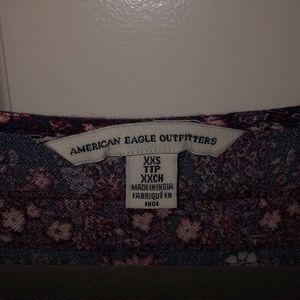 AMERICAN EAGLE OUTFITTERS
XXS
TTP
XXCH
MADE IN INDIA
FABRIQUÉ EN
INDE